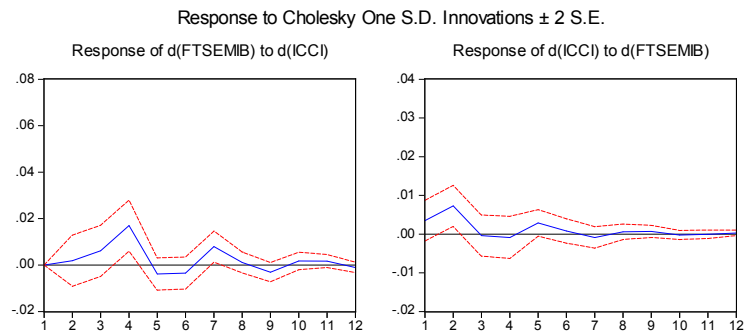 Response to Cholesky One S.D. Innovations ± 2 S.E.
Response of d(FTSEMIB) to d(ICCI)
.08
.06
.04
.02
.00
-.02
1 2 3 4 5 6 7 8 9 10 11 12
Response of d(ICCI) to d(FTSEMIB)
.04
.03
.02
.01
.00
-.01
-.02
1 2 3 4 5 6 7 8 9 10 11 12